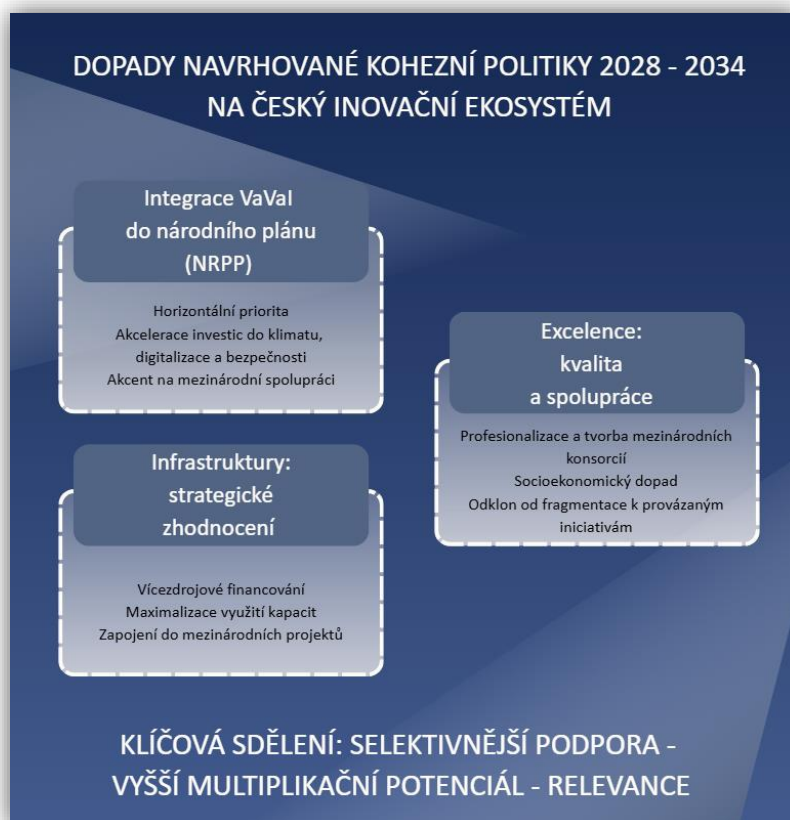 DOPADY NAVRHOVANÉ KOHEZNÍ POLITIKY 2028 - 2034
NA ČESKÝ INOVAČNÍ EKOSYSTÉM
Integrace VaVaI
do národního plánu
(NRPP)
Horizontální priorita
Akcelerace investic do klimatu,
digitalizace a bezpečnosti
Akcent na mezinárodní spolupráci
Excelence:
kvalita
a spolupráce
Profesionalizace a tvorba mezinárodních
konsorcií
Socioekonomický dopad
Odklon od fragmentace k provázaným
iniciativám
Infrastruktury:
strategické
zhodnocení
Vícezdrojové financování
Maximalizace využití kapacit
Zapojení do mezinárodních projektů
KLÍČOVÁ SDĚLENÍ: SELEKTIVNĚJŠÍ PODPORA -
VYŠŠÍ MULTIPLIKAČNÍ POTENCIÁL - RELEVANCE